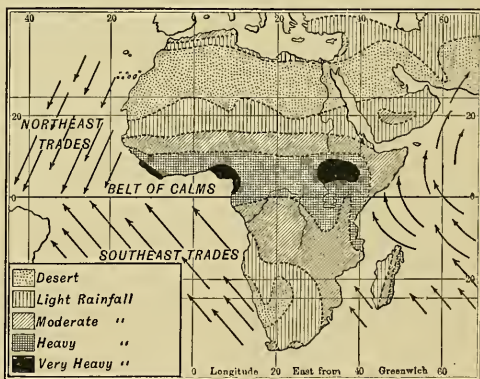 40 20 0 20 40 60
20 20
NORTHEAST
TRADES
BELT OF CALMS
0 0
SOUTHEAST TRADES
Desert
Light Rainfall
Moderate "
Heavy "
Very Heavy "
20
0 Longitude 20 East from 40 Greenwich 60